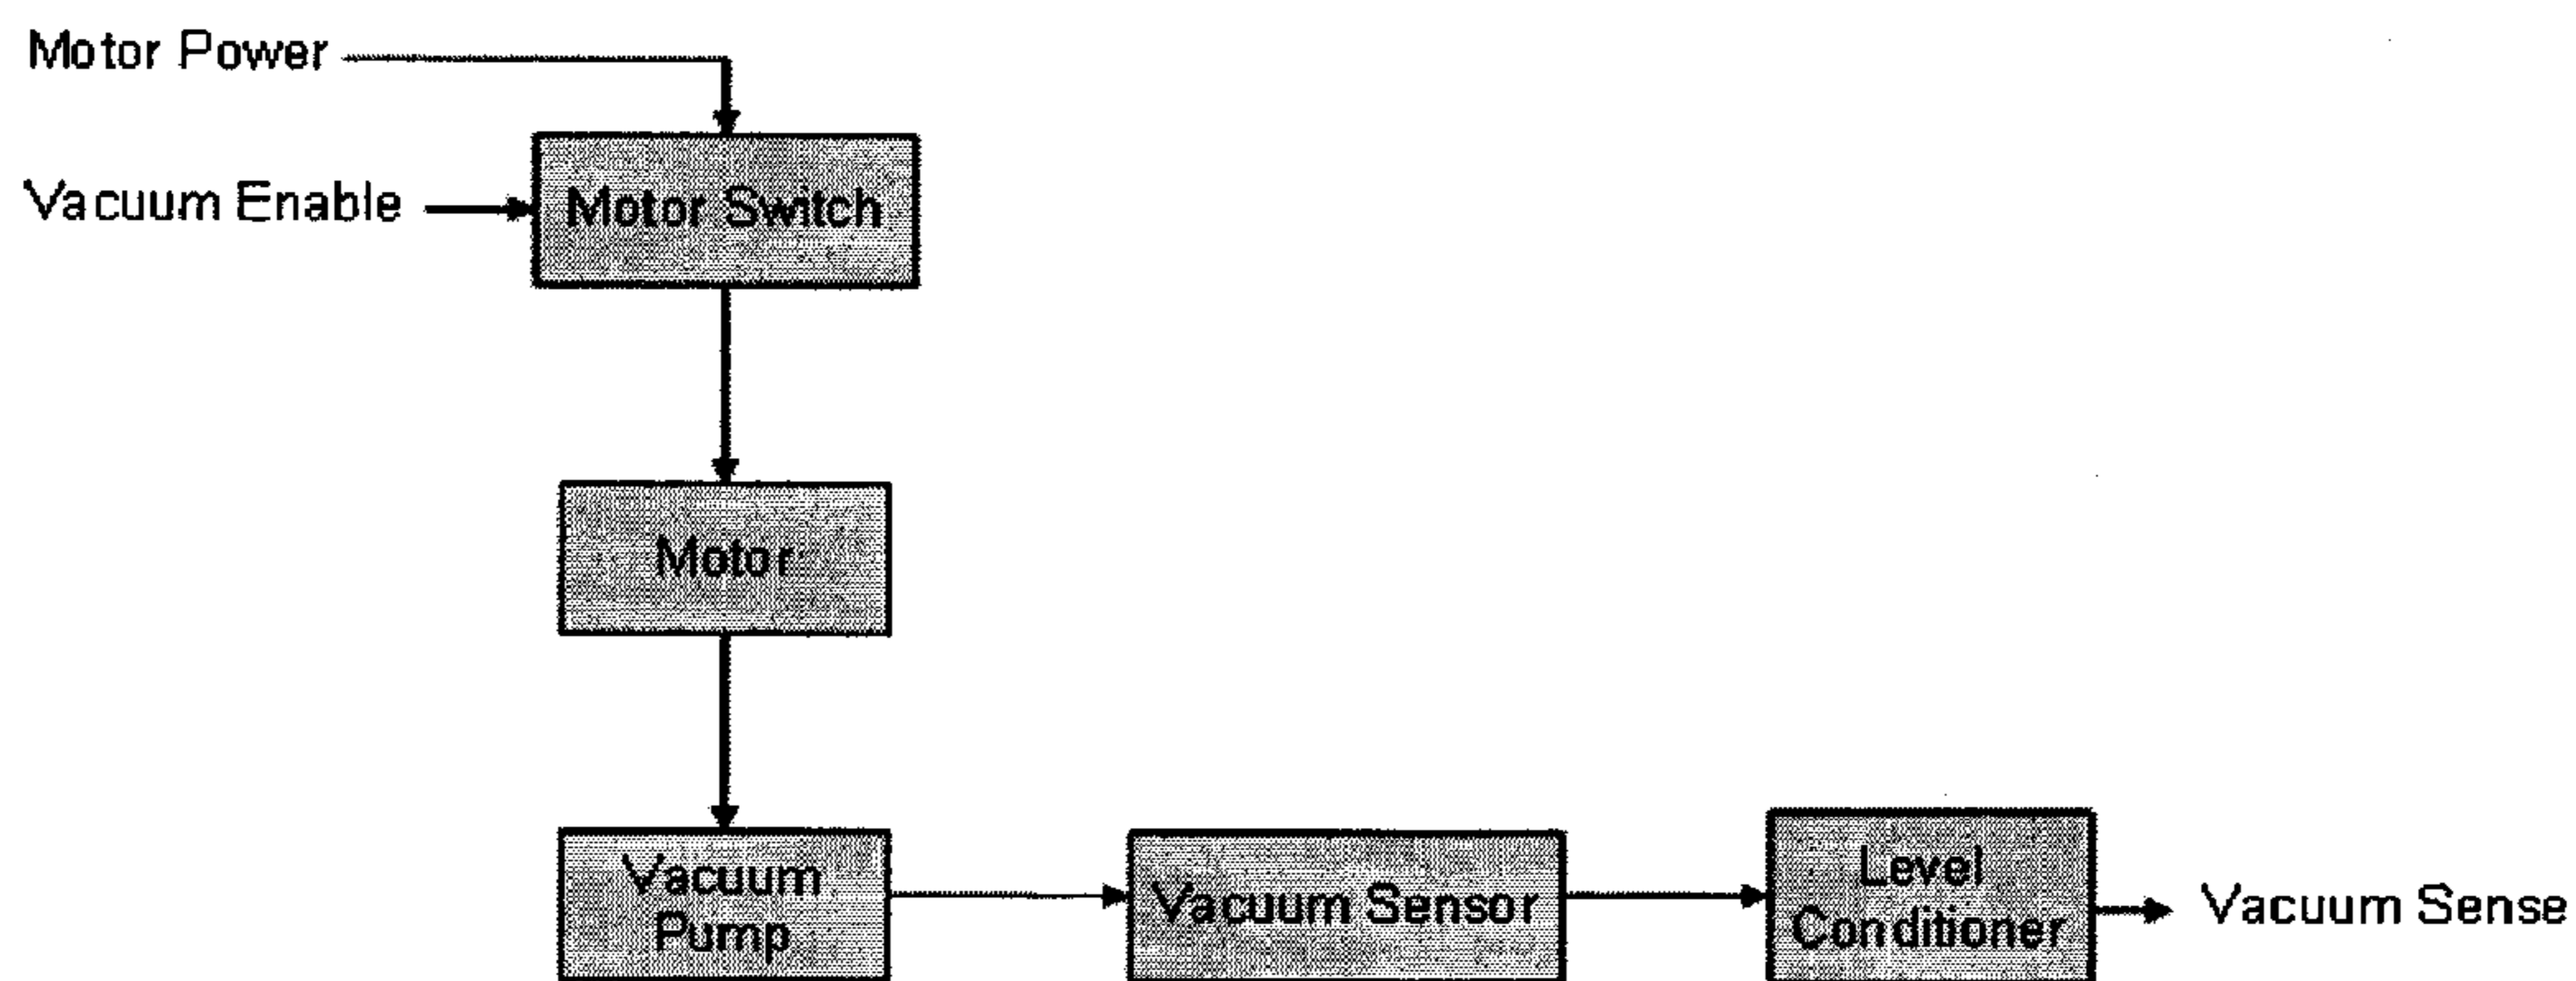 Motor Power
Vacuum Enable
Motor Switch
Motor
Vacuum
Pump
Vacuum Sensor
Level
Conditioner
Vacuum Sense